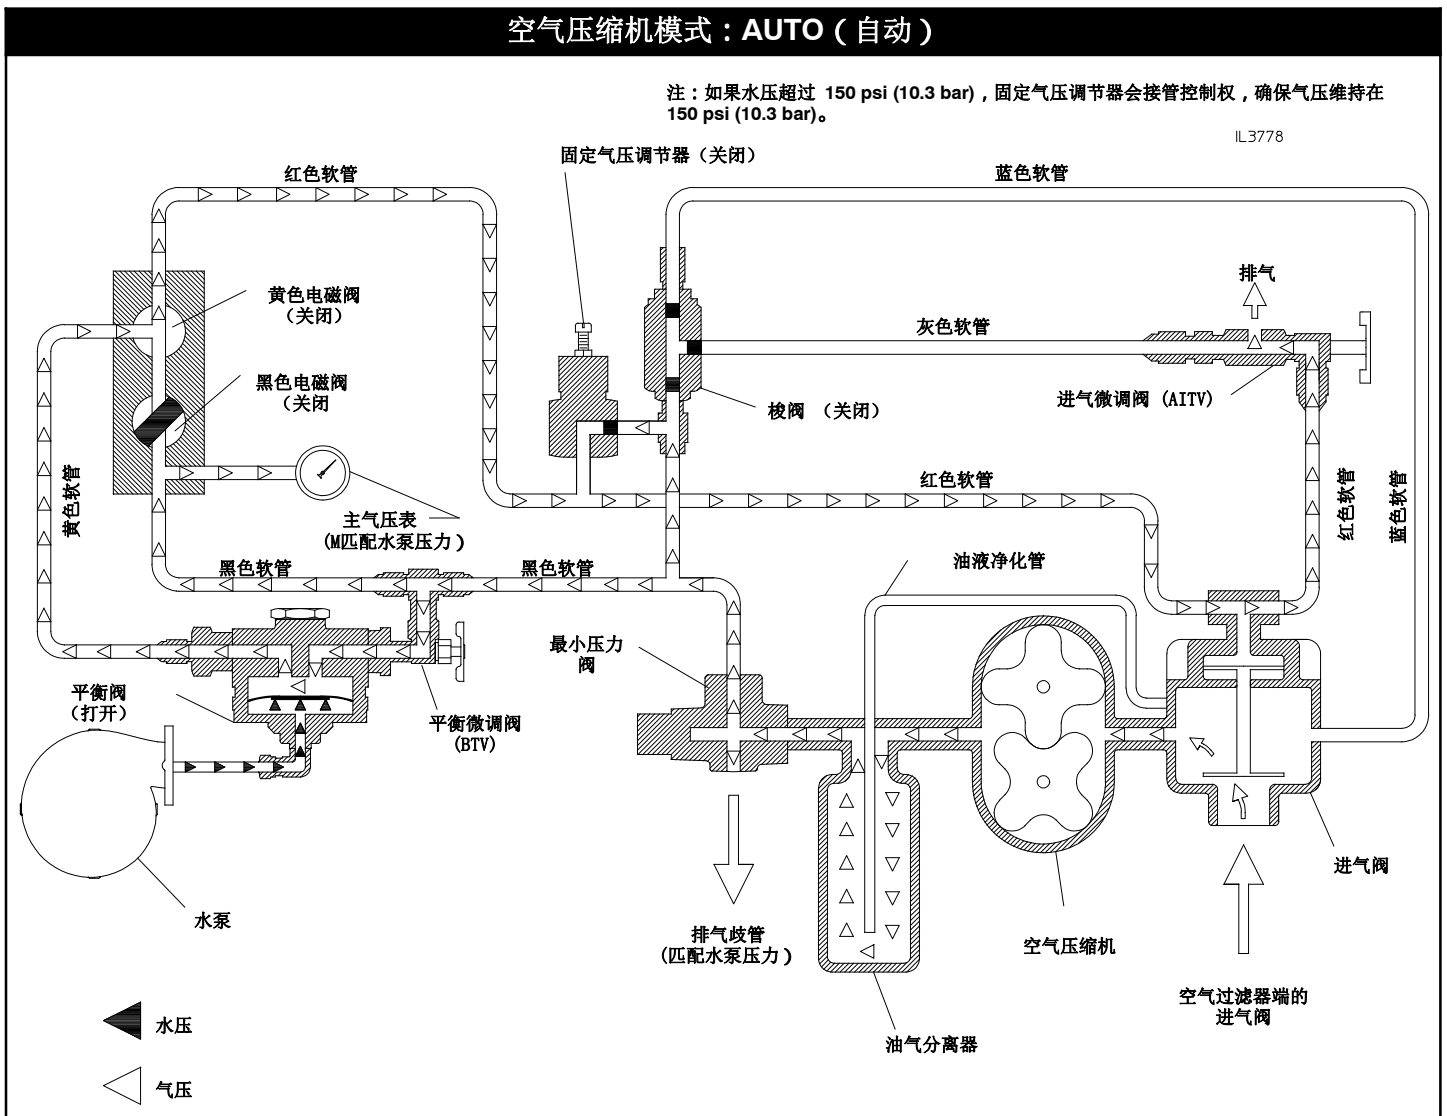 空气压缩机模式：AUTO（自动）
注：如果水压超过 150 psi (10.3 bar)，固定气压调节器会接管控制权，确保气压维持在
150 psi (10.3 bar)。
IL3778
固定气压调节器（关闭）
红色软管
蓝色软管
排气
黄色电磁阀
（关闭）
灰色软管
黑色电磁阀
（关闭
进气微调阀 (AITV)
梭阀 （关闭）
黄色软管
红色软管
红色软管
蓝色软管
主气压表
(M匹配水泵压力）
黑色软管
黑色软管
油液净化管
最小压力
阀
平衡阀
（打开）
平衡微调阀
(BTV)
进气阀
水泵
排气歧管
(匹配水泵压力）
空气压缩机
空气过滤器端的
进气阀
水压
油气分离器
气压